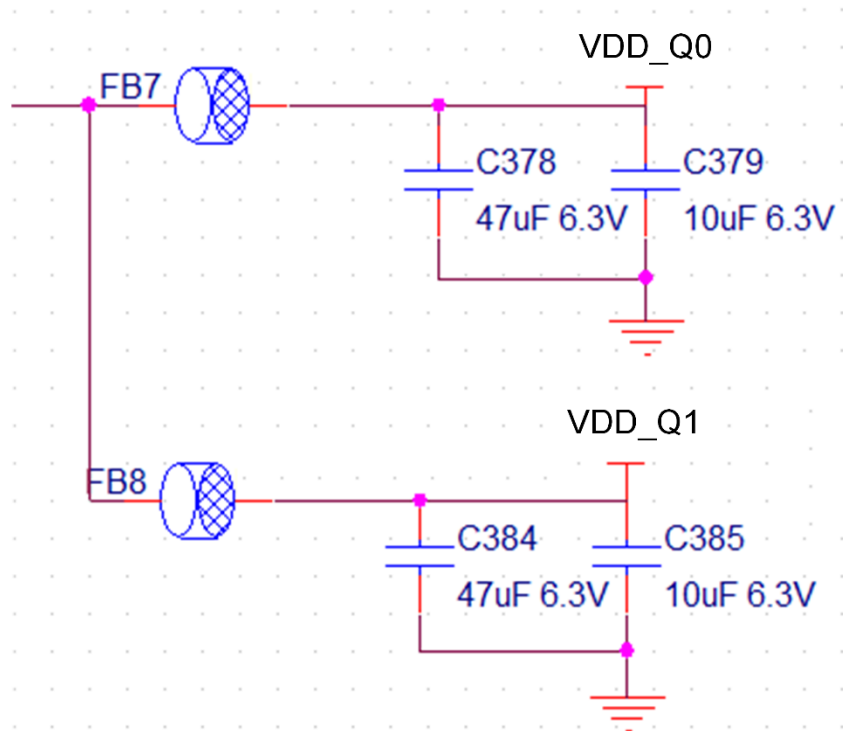 VDD_Q0
FB7
C378
47uF 6.3V
C379
10uF 6.3V
VDD_Q1
FB8
C384
47uF 6.3V
C385
10uF 6.3V